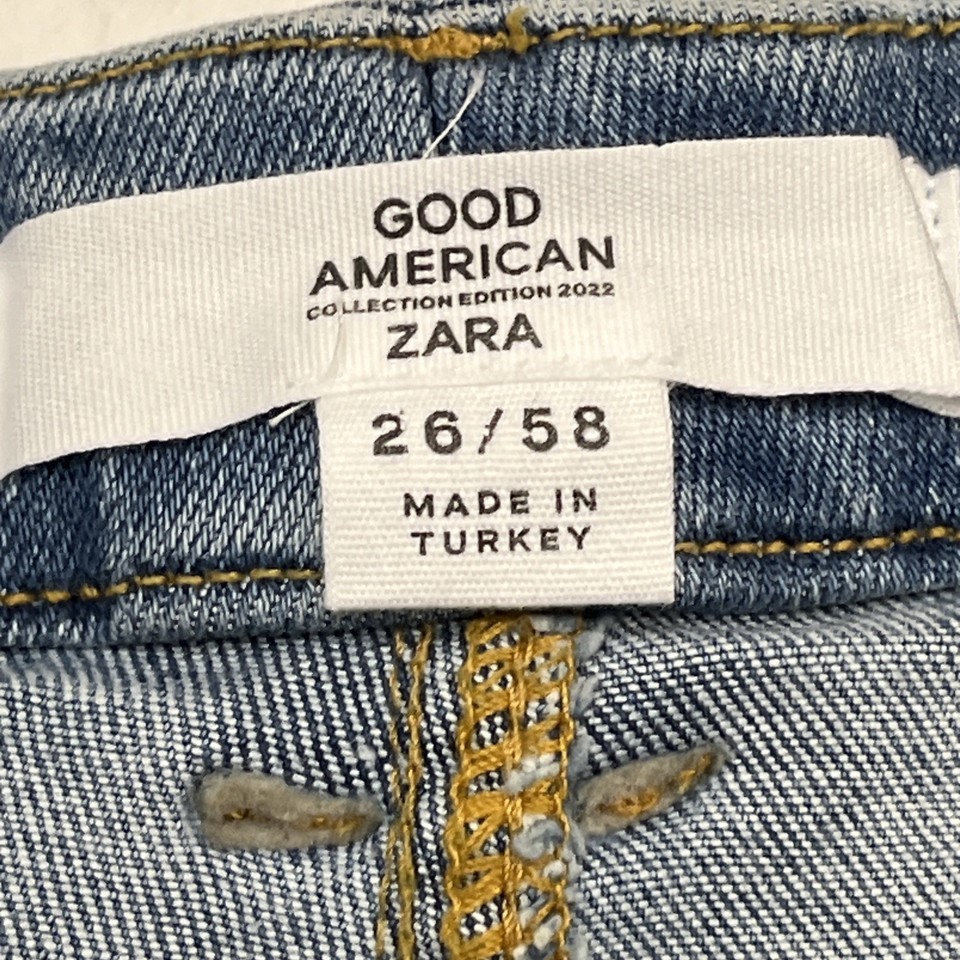 GOOD
AMERICAN
COLLECTION EDITION 2022
ZARA
26/58
MADE IN
TURKEY